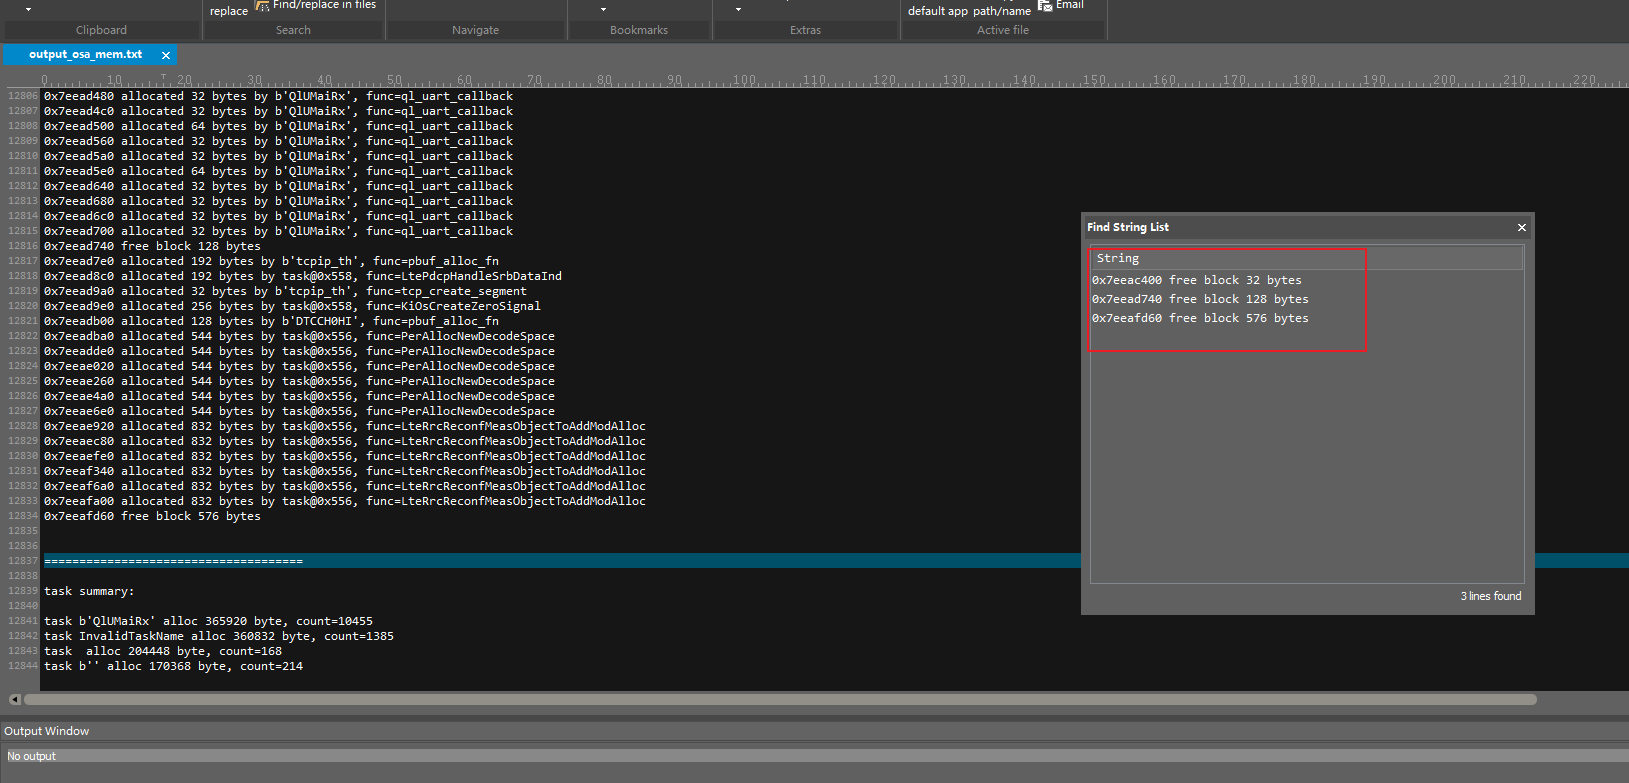 replace
Find/replace in files
default app path/name
Email
Clipboard
Search
Navigate
Bookmarks
Extras
Active file
output_osa_mem.txt
0 10 20 30 40 50 60 70 80 90 100 110 120 130 140 150 160 170 180 190 200 210 220
12806 0x7eead480 allocated 32 bytes by b'QlUMaiRx', func=ql_uart_callback
12807 0x7eead4c0 allocated 32 bytes by b'QlUMaiRx', func=ql_uart_callback
12808 0x7eead500 allocated 64 bytes by b'QlUMaiRx', func=ql_uart_callback
12809 0x7eead560 allocated 32 bytes by b'QlUMaiRx', func=ql_uart_callback
12810 0x7eead5a0 allocated 32 bytes by b'QlUMaiRx', func=ql_uart_callback
12811 0x7eead5e0 allocated 64 bytes by b'QlUMaiRx', func=ql_uart_callback
12812 0x7eead640 allocated 32 bytes by b'QlUMaiRx', func=ql_uart_callback
12813 0x7eead680 allocated 32 bytes by b'QlUMaiRx', func=ql_uart_callback
12814 0x7eead6c0 allocated 32 bytes by b'QlUMaiRx', func=ql_uart_callback
12815 0x7eead700 allocated 32 bytes by b'QlUMaiRx', func=ql_uart_callback
12816 0x7eead740 free block 128 bytes
12817 0x7eead7e0 allocated 192 bytes by b'tcpip_th', func=pbuf_alloc_fn
12818 0x7eead8c0 allocated 192 bytes by task@0x558, func=LtePdcpHandleSrbDataInd
12819 0x7eead9a0 allocated 32 bytes by b'tcpip_th', func=tcp_create_segment
12820 0x7eead9e0 allocated 256 bytes by task@0x558, func=KiOsCreateZeroSignal
12821 0x7eeadb00 allocated 128 bytes by b'DTCCH0HI', func=pbuf_alloc_fn
12822 0x7eeadba0 allocated 544 bytes by task@0x556, func=PerAllocNewDecodeSpace
12823 0x7eeadde0 allocated 544 bytes by task@0x556, func=PerAllocNewDecodeSpace
12824 0x7eeae020 allocated 544 bytes by task@0x556, func=PerAllocNewDecodeSpace
12825 0x7eeae260 allocated 544 bytes by task@0x556, func=PerAllocNewDecodeSpace
12826 0x7eeae4a0 allocated 544 bytes by task@0x556, func=PerAllocNewDecodeSpace
12827 0x7eeae6e0 allocated 544 bytes by task@0x556, func=PerAllocNewDecodeSpace
12828 0x7eeae920 allocated 832 bytes by task@0x556, func=LteRrcReconfMeasObjectToAddModAlloc
12829 0x7eeaec80 allocated 832 bytes by task@0x556, func=LteRrcReconfMeasObjectToAddModAlloc
12830 0x7eeaefe0 allocated 832 bytes by task@0x556, func=LteRrcReconfMeasObjectToAddModAlloc
12831 0x7eeaf340 allocated 832 bytes by task@0x556, func=LteRrcReconfMeasObjectToAddModAlloc
12832 0x7eeaf6a0 allocated 832 bytes by task@0x556, func=LteRrcReconfMeasObjectToAddModAlloc
12833 0x7eeafa00 allocated 832 bytes by task@0x556, func=LteRrcReconfMeasObjectToAddModAlloc
12834 0x7eeafd60 free block 576 bytes
12835
12836
12837 =====================================
12838
12839 task summary:
12840
12841 task b'QlUMaiRx' alloc 365920 byte, count=10455
12842 task InvalidTaskName alloc 360832 byte, count=1385
12843 task  alloc 204448 byte, count=168
12844 task b'' alloc 170368 byte, count=214
Find String List
String
0x7eeac400 free block 32 bytes
0x7eead740 free block 128 bytes
0x7eeafd60 free block 576 bytes
3 lines found
Output Window
No output